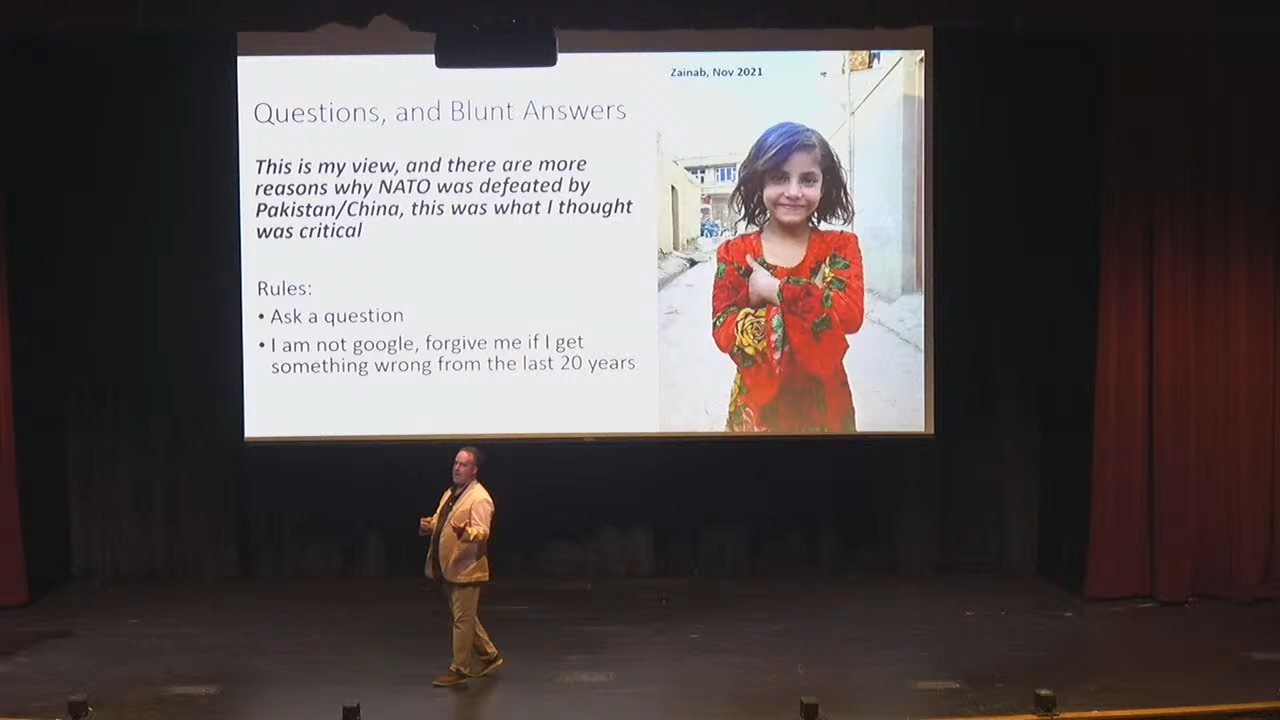 Zainab, Nov 2021
Questions, and Blunt Answers
This is my view, and there are more
reasons why NATO was defeated by
Pakistan/China, this was what I thought
was critical
Rules:
• Ask a question
• I am not google, forgive me if I get
something wrong from the last 20 years